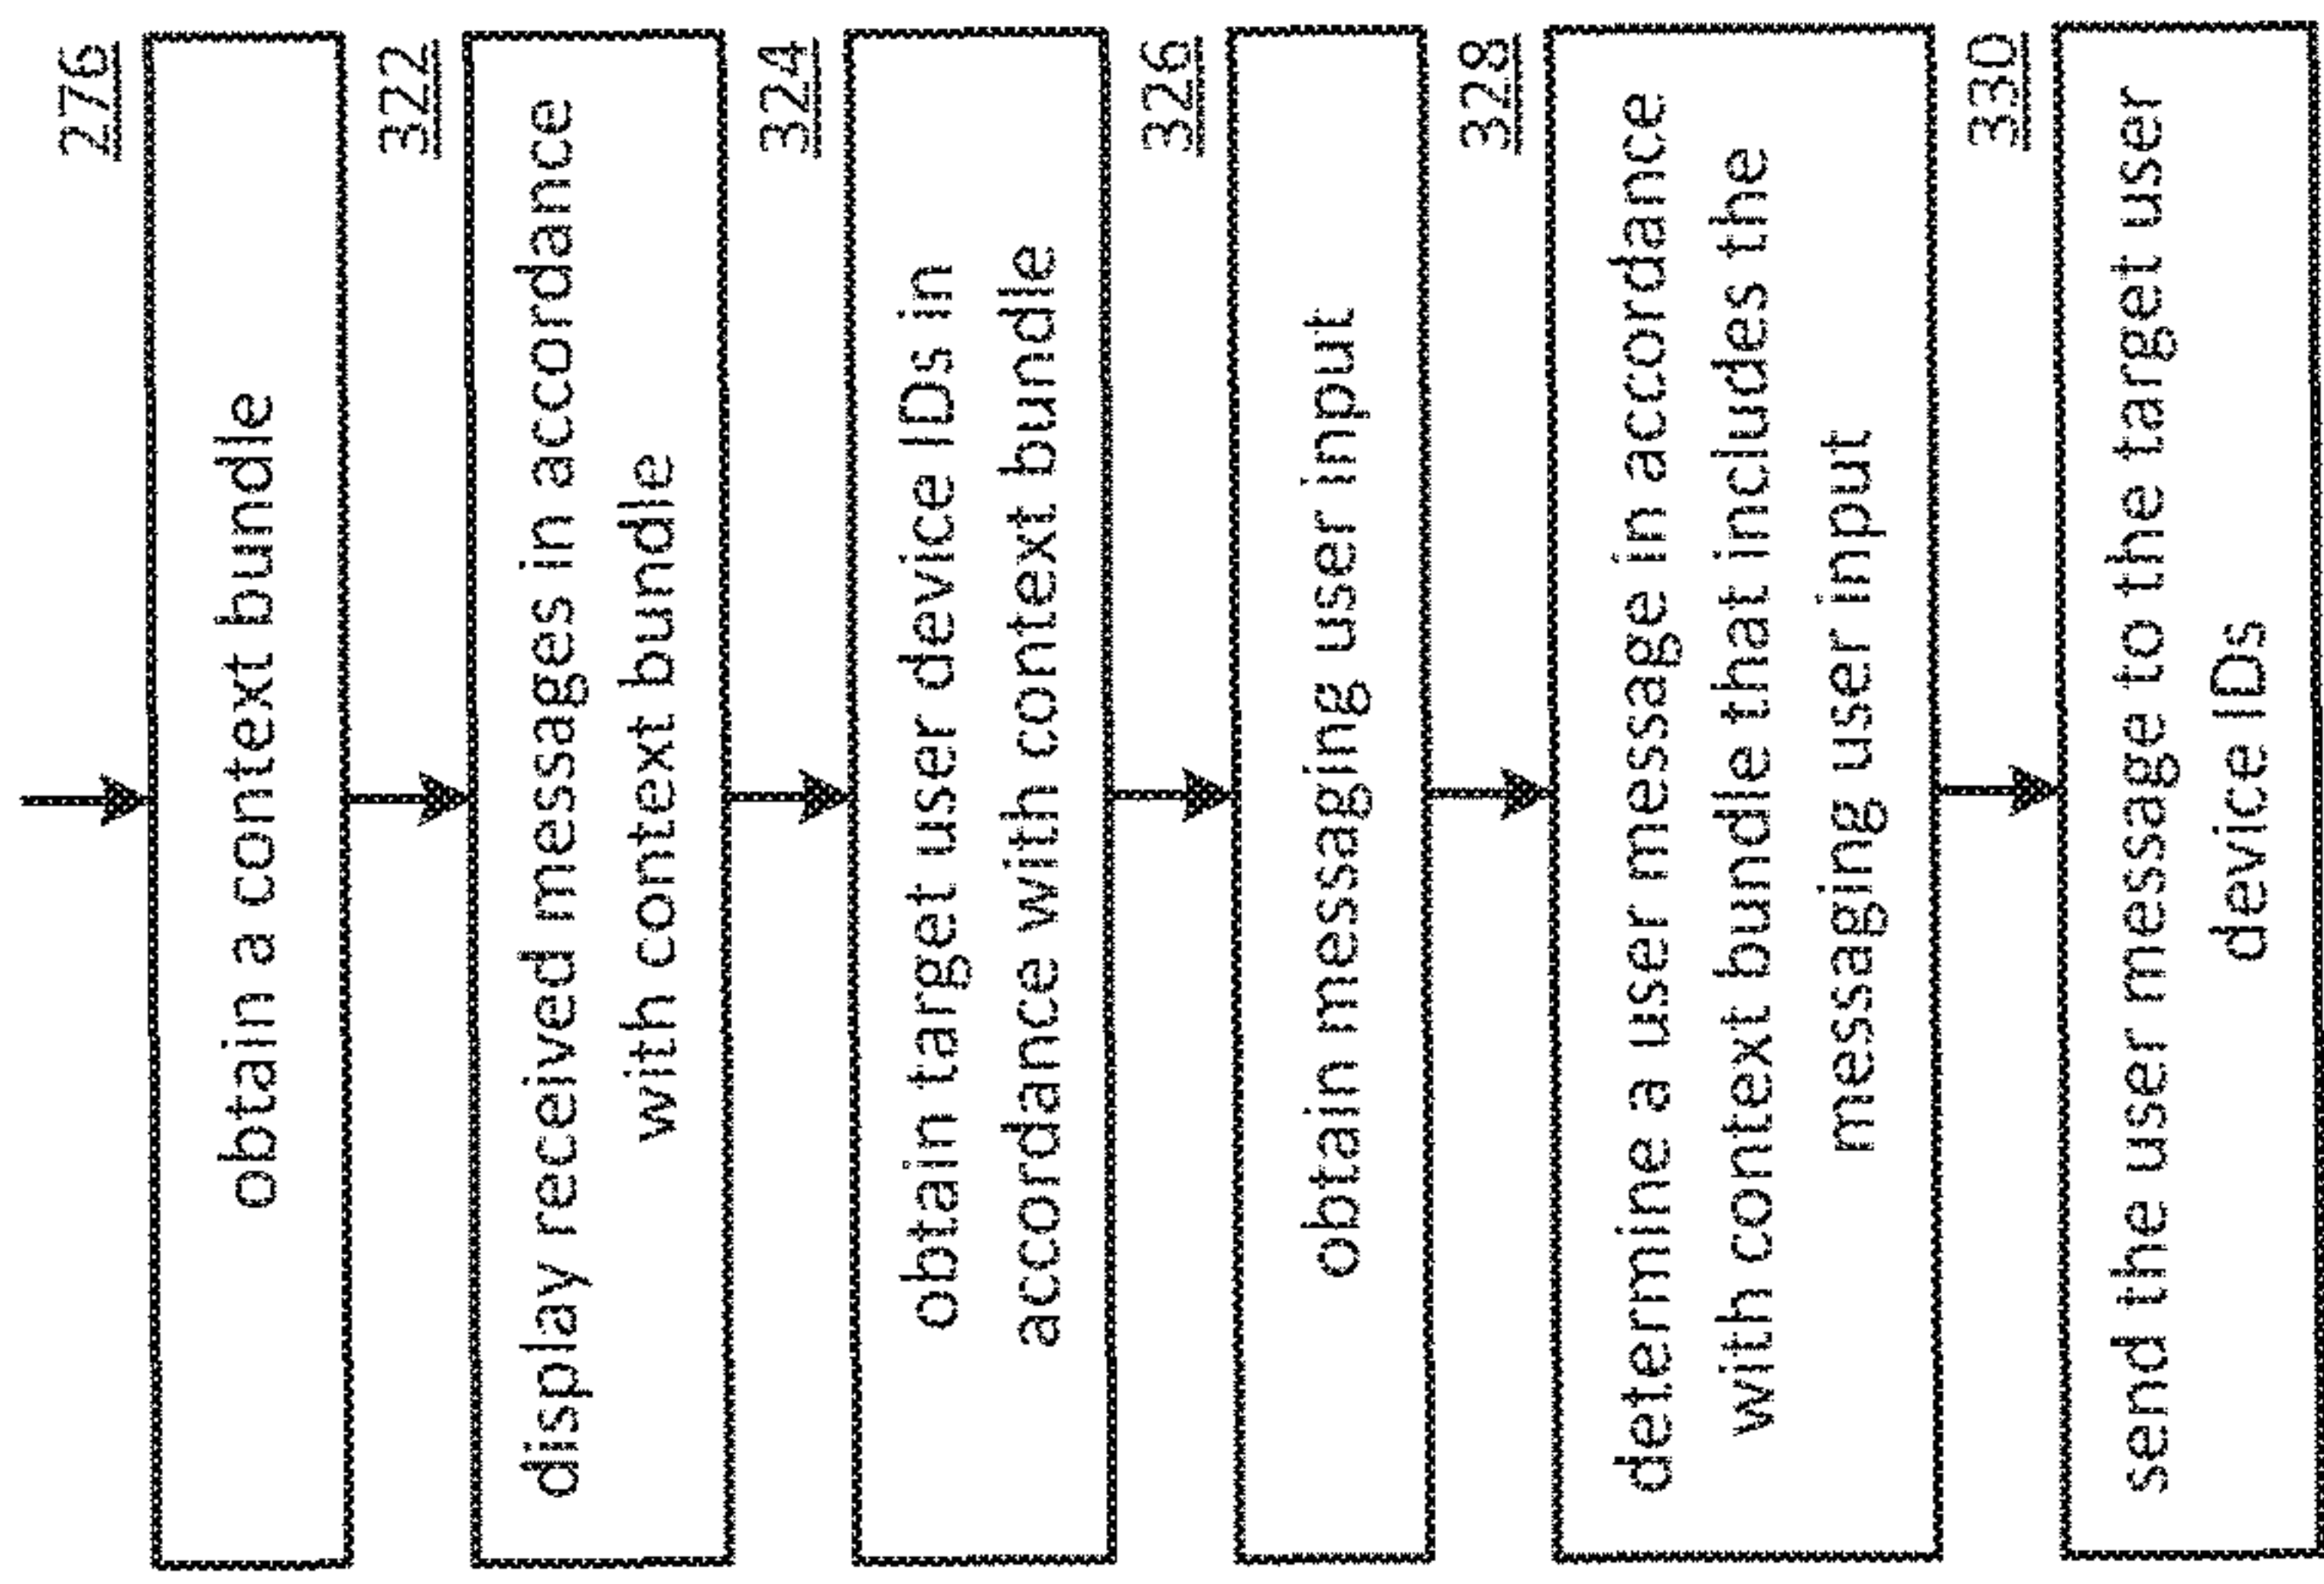 276
obtain a context bundle
322
display received messages in accordance
with context bundle
324
obtain target user device IDs in
accordance with context bundle
326
obtain messaging user input
328
determine a user message in accordance
with context bundle that includes the
messaging user input
330
send the user message to the target user
device IDs